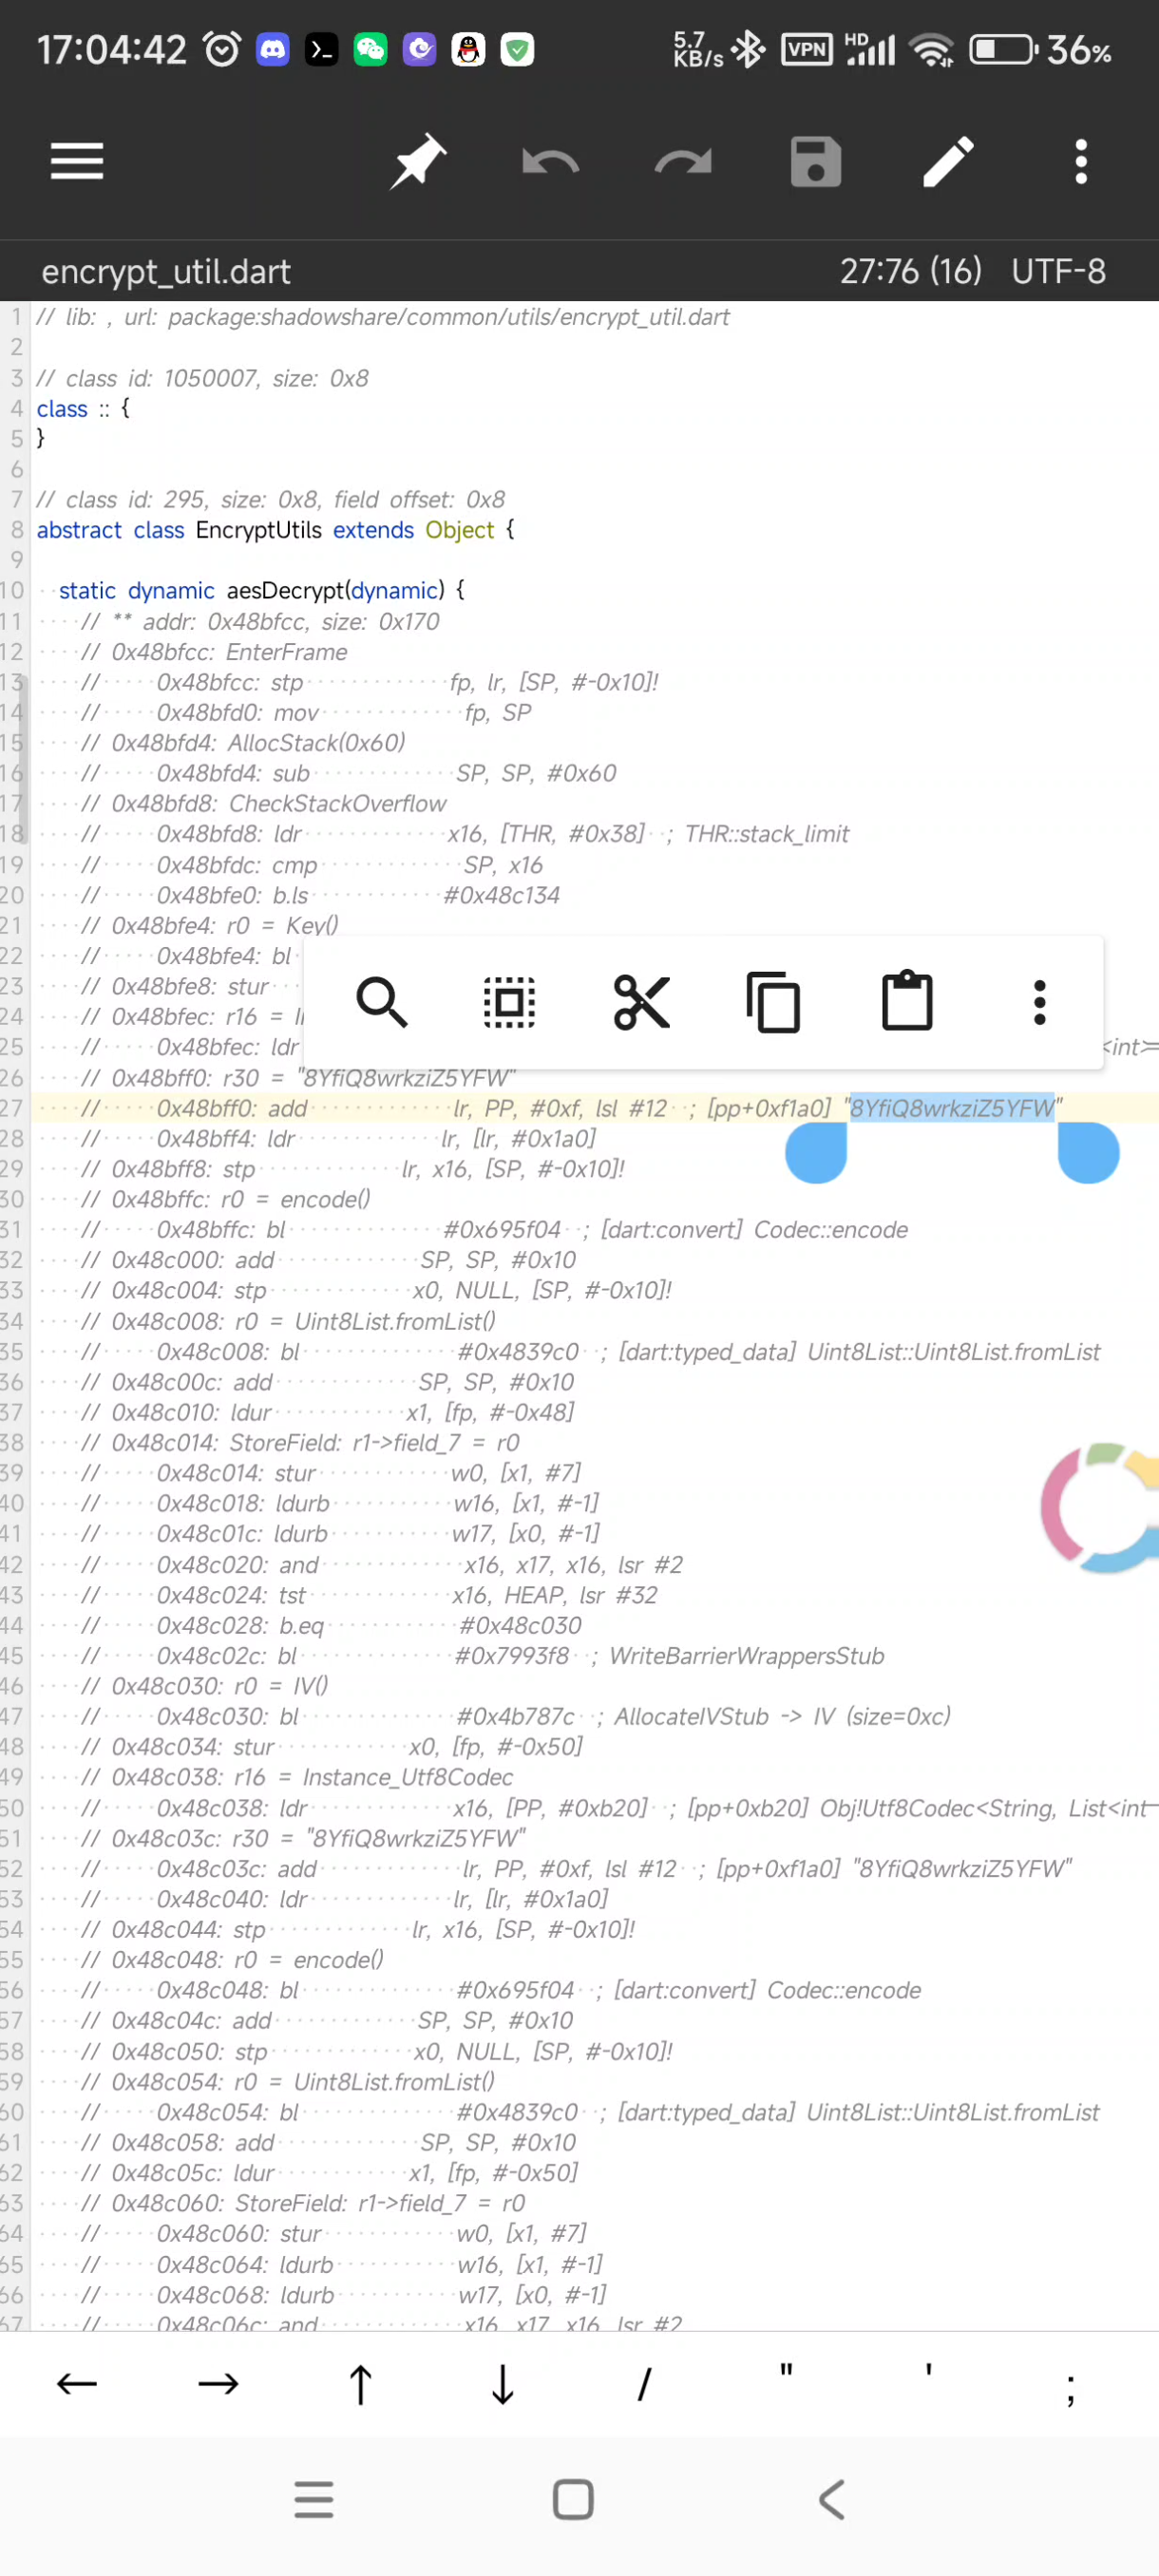 17:04:42 5.7 KB/s VPN HD 36%
encrypt_util.dart 27:76 (16) UTF-8
1 // lib: , url: package:shadowshare/common/utils/encrypt_util.dart
2
3 // class id: 1050007, size: 0x8
4 class :: {
5 }
6
7 // class id: 295, size: 0x8, field offset: 0x8
8 abstract class EncryptUtils extends Object {
9
10 static dynamic aesDecrypt(dynamic) {
11 // ** addr: 0x48bfcc, size: 0x170
12 // 0x48bfcc: EnterFrame
13 // 0x48bfcc: stp fp, lr, [SP, #-0x10]!
14 // 0x48bfd0: mov fp, SP
15 // 0x48bfd4: AllocStack(0x60)
16 // 0x48bfd4: sub SP, SP, #0x60
17 // 0x48bfd8: CheckStackOverflow
18 // 0x48bfd8: ldr x16, [THR, #0x38] ; THR::stack_limit
19 // 0x48bfdc: cmp SP, x16
20 // 0x48bfe0: b.ls #0x48c134
21 // 0x48bfe4: r0 = Key()
22 // 0x48bfe4: bl
23 // 0x48bfe8: stur
24 // 0x48bfec: r16 =
25 // 0x48bfec: ldr <int>
26 // 0x48bff0: r30 = "8YfiQ8wrkziZ5YFW"
27 // 0x48bff0: add lr, PP, #0xf, lsl #12 ; [pp+0xf1a0] "8YfiQ8wrkziZ5YFW"
28 // 0x48bff4: ldr lr, [lr, #0x1a0]
29 // 0x48bff8: stp lr, x16, [SP, #-0x10]!
30 // 0x48bffc: r0 = encode()
31 // 0x48bffc: bl #0x695f04 ; [dart:convert] Codec::encode
32 // 0x48c000: add SP, SP, #0x10
33 // 0x48c004: stp x0, NULL, [SP, #-0x10]!
34 // 0x48c008: r0 = Uint8List.fromList()
35 // 0x48c008: bl #0x4839c0 ; [dart:typed_data] Uint8List::Uint8List.fromList
36 // 0x48c00c: add SP, SP, #0x10
37 // 0x48c010: ldur x1, [fp, #-0x48]
38 // 0x48c014: StoreField: r1->field_7 = r0
39 // 0x48c014: stur w0, [x1, #7]
40 // 0x48c018: ldurb w16, [x1, #-1]
41 // 0x48c01c: ldurb w17, [x0, #-1]
42 // 0x48c020: and x16, x17, x16, lsr #2
43 // 0x48c024: tst x16, HEAP, lsr #32
44 // 0x48c028: b.eq #0x48c030
45 // 0x48c02c: bl #0x7993f8 ; WriteBarrierWrappersStub
46 // 0x48c030: r0 = IV()
47 // 0x48c030: bl #0x4b787c ; AllocateIVStub -> IV (size=0xc)
48 // 0x48c034: stur x0, [fp, #-0x50]
49 // 0x48c038: r16 = Instance_Utf8Codec
50 // 0x48c038: ldr x16, [PP, #0xb20] ; [pp+0xb20] Obj!Utf8Codec<String, List<int
51 // 0x48c03c: r30 = "8YfiQ8wrkziZ5YFW"
52 // 0x48c03c: add lr, PP, #0xf, lsl #12 ; [pp+0xf1a0] "8YfiQ8wrkziZ5YFW"
53 // 0x48c040: ldr lr, [lr, #0x1a0]
54 // 0x48c044: stp lr, x16, [SP, #-0x10]!
55 // 0x48c048: r0 = encode()
56 // 0x48c048: bl #0x695f04 ; [dart:convert] Codec::encode
57 // 0x48c04c: add SP, SP, #0x10
58 // 0x48c050: stp x0, NULL, [SP, #-0x10]!
59 // 0x48c054: r0 = Uint8List.fromList()
60 // 0x48c054: bl #0x4839c0 ; [dart:typed_data] Uint8List::Uint8List.fromList
61 // 0x48c058: add SP, SP, #0x10
62 // 0x48c05c: ldur x1, [fp, #-0x50]
63 // 0x48c060: StoreField: r1->field_7 = r0
64 // 0x48c060: stur w0, [x1, #7]
65 // 0x48c064: ldurb w16, [x1, #-1]
66 // 0x48c068: ldurb w17, [x0, #-1]
67 // 0x48c06c: and x16, x17, x16, lsr #2
← → ↑ ↓ / " ' ;